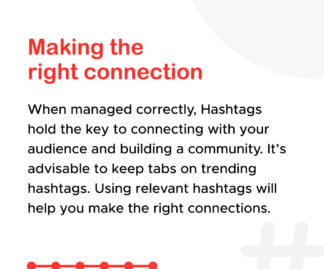 Making the
right connection
When managed correctly, Hashtags
hold the key to connecting with your
audience and building a community. It's
advisable to keep tabs on trending
hashtags. Using relevant hashtags will
help you make the right connections.
#